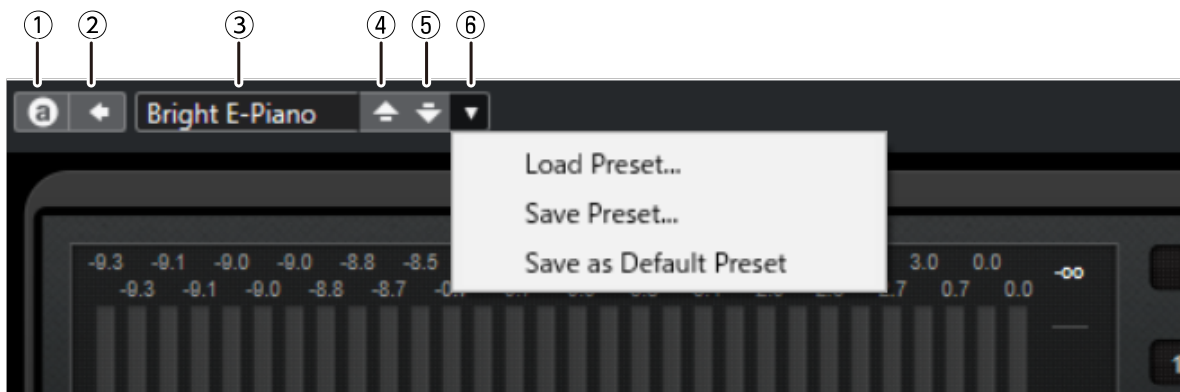 ① ② ③ ④ ⑤ ⑥
a Bright E-Piano
Load Preset...
Save Preset...
Save as Default Preset
-9.3 -9.1 -9.0 -9.0 -8.8 -8.5 3.0 0.0 -∞
-9.3 -9.1 -9.0 -8.8 -8.7 0.7 0.0